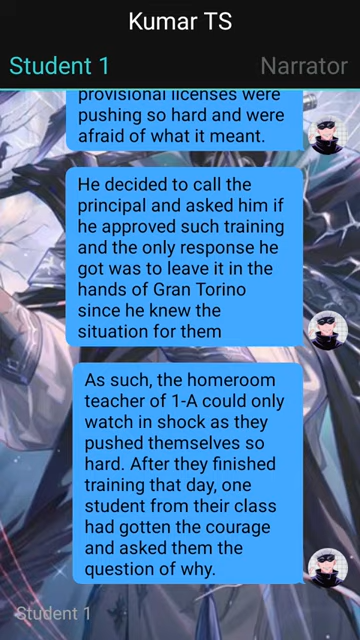 Kumar TS
Student 1
Narrator
provisional licenses were
pushing so hard and were
afraid of what it meant.
He decided to call the
principal and asked him if
he approved such training
and the only response he
got was to leave it in the
hands of Gran Torino
since he knew the
situation for them
As such, the homeroom
teacher of 1-A could only
watch in shock as they
pushed themselves so
hard. After they finished
training that day, one
student from their class
had gotten the courage
and asked them the
question of why.
Student 1